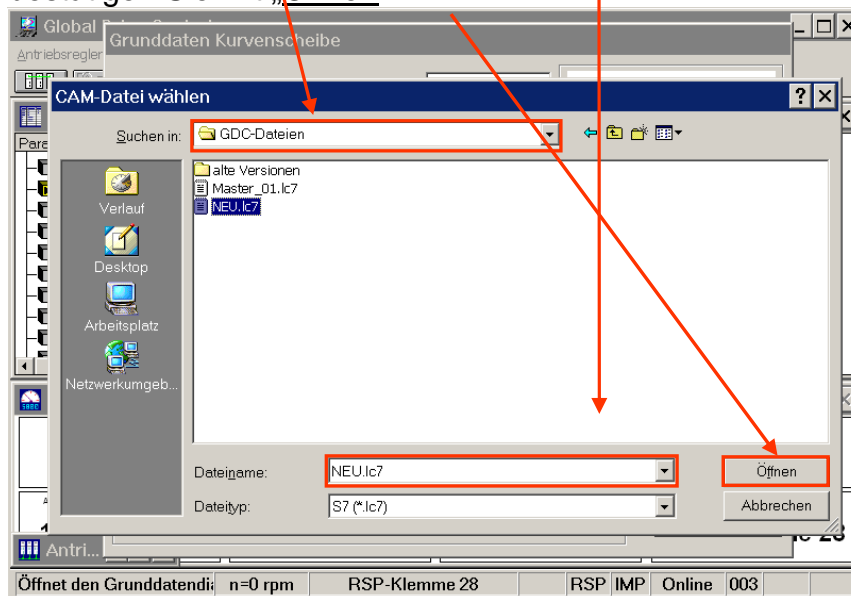 Global
Grunddaten Kurvenscheibe
Antriebsregler
CAM-Datei wählen
Suchen in:
GDC-Dateien
Para
alte Versionen
Master_01.lc7
NEU.lc7
Verlauf
Desktop
Arbeitsplatz
Netzwerkumgeb...
Dateiname:
NEU.lc7
Öffnen
Dateityp:
S7 (*.lc7)
Abbrechen
Antri...
Öffnet den Grunddatendi n=0 rpm RSP-Klemme 28 RSP IMP Online 003